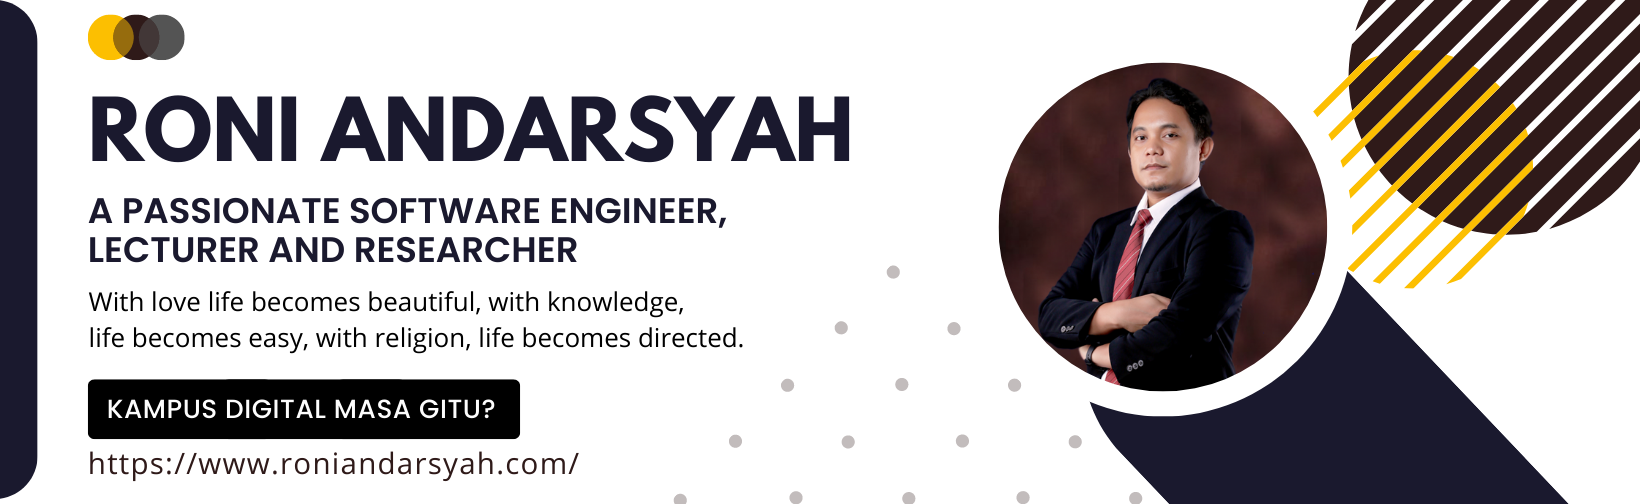 RONI ANDARSYAH
A PASSIONATE SOFTWARE ENGINEER,
LECTURER AND RESEARCHER
With love life becomes beautiful, with knowledge,
life becomes easy, with religion, life becomes directed.
KAMPUS DIGITAL MASA GITU?
https://www.roniandarsyah.com/